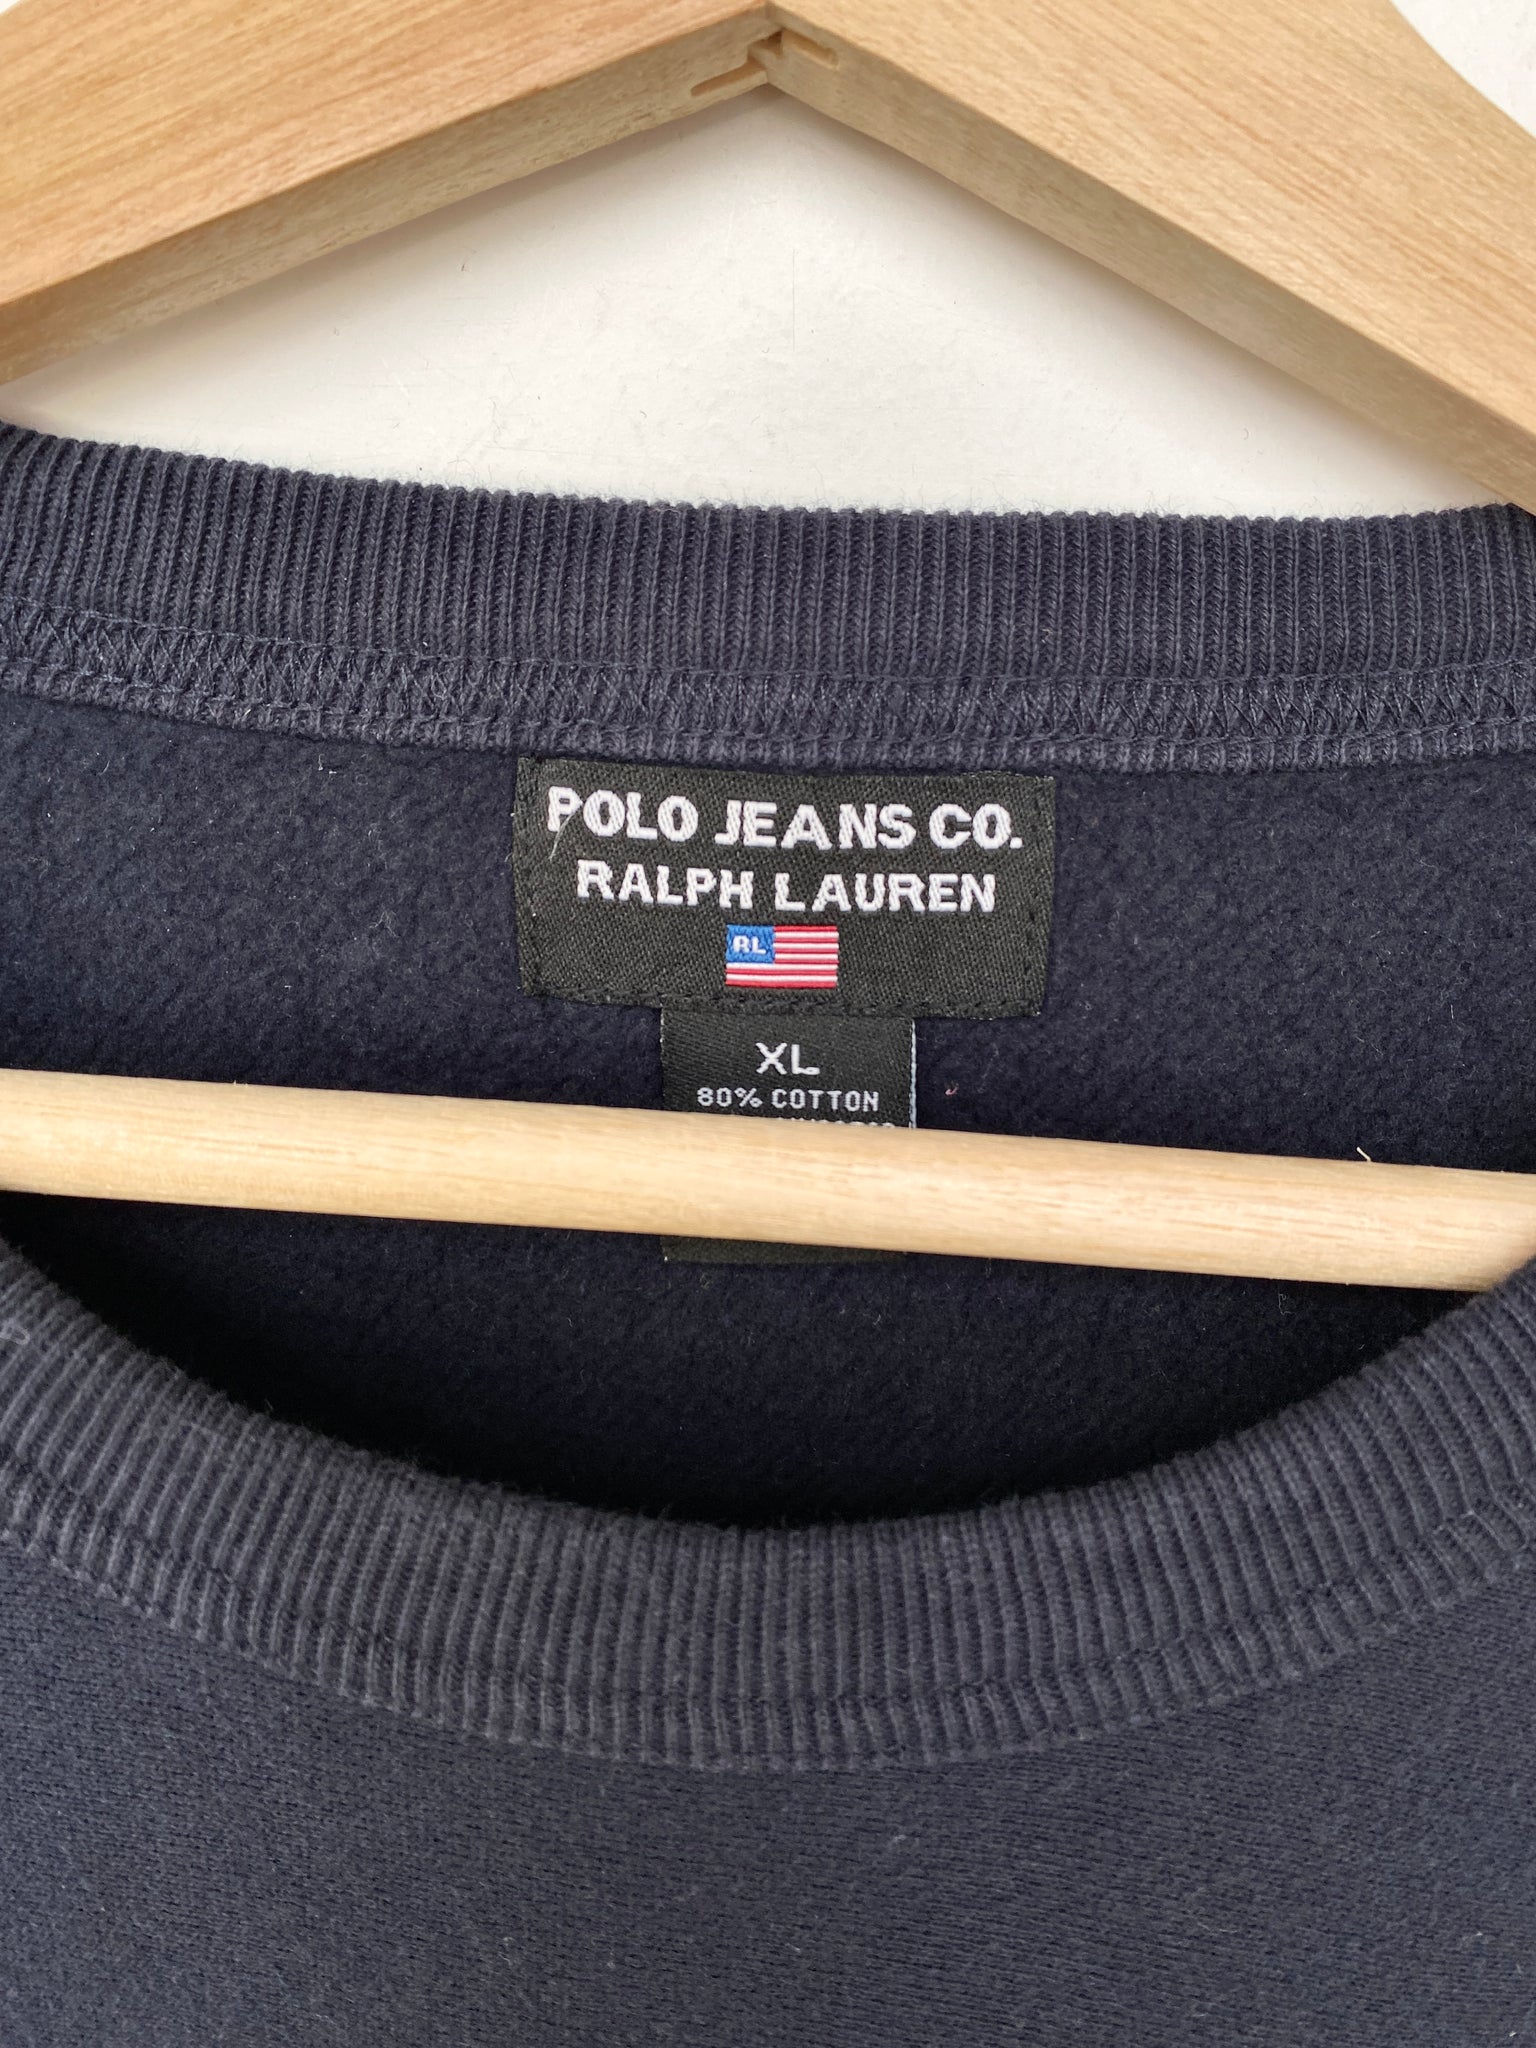 POLO JEANS CO.
RALPH LAUREN
RL
XL
80% COTTON